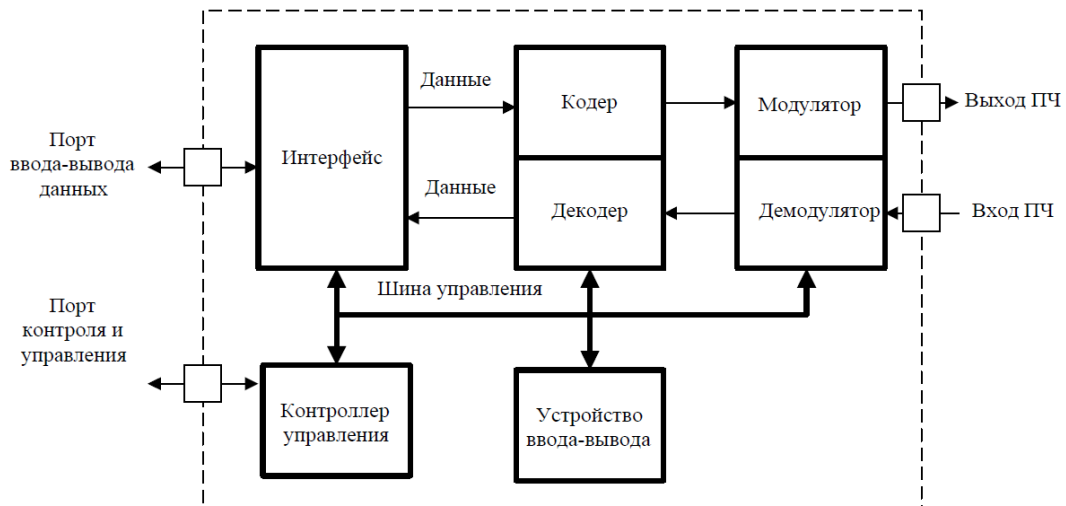 Данные
Кодер
Модулятор
Выход ПЧ
Порт
ввода-вывода
данных
Интерфейс
Данные
Декодер
Демодулятор
Вход ПЧ
Шина управления
Порт
контроля и
управления
Контроллер
управления
Устройство
ввода-вывода